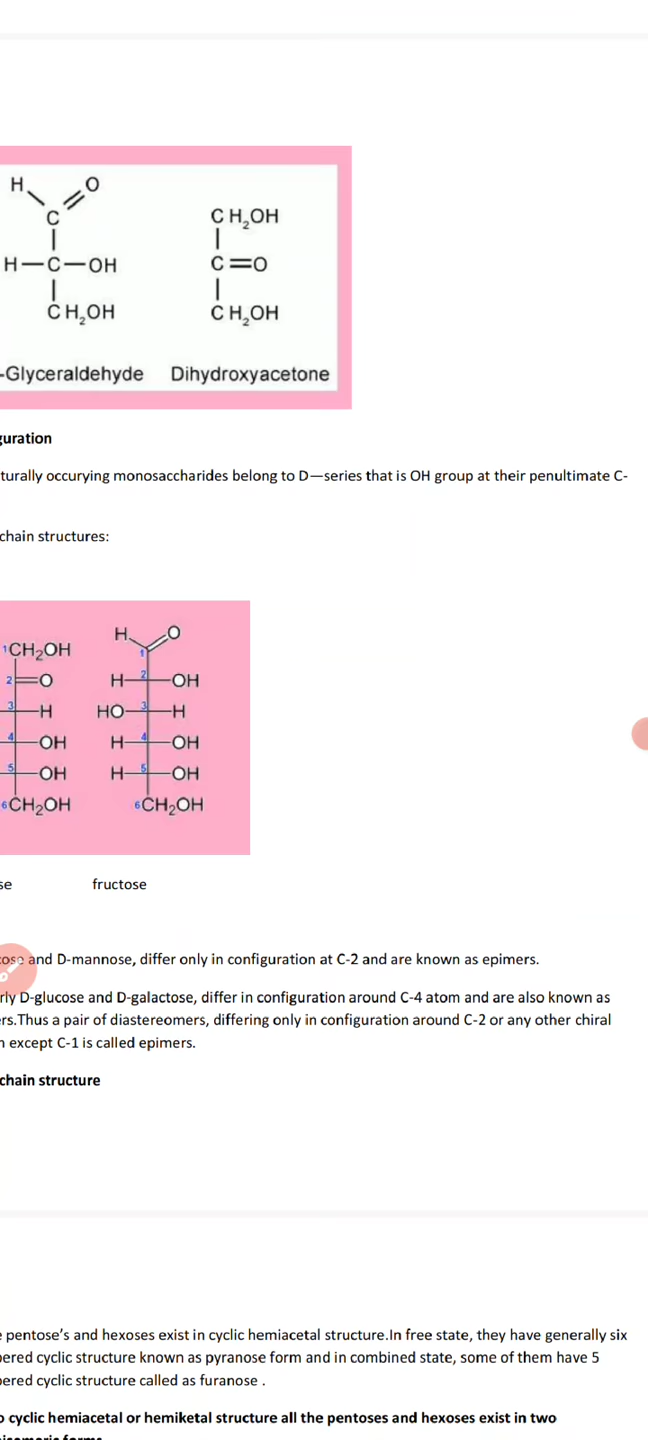 H O
C
H—C—OH
CH₂OH
-Glyceraldehyde
CH₂OH
C=O
CH₂OH
Dihydroxyacetone
guration
turally occurying monosaccharides belong to D—series that is OH group at their penultimate C-
chain structures:
1CH₂OH
2 O
3 H
4 OH
5 OH
6CH₂OH
H O
1
H 2 OH
HO 3 H
H 4 OH
H 5 OH
6CH₂OH
se fructose
ose and D-mannose, differ only in configuration at C-2 and are known as epimers.
rly D-glucose and D-galactose, differ in configuration around C-4 atom and are also known as
rs.Thus a pair of diastereomers, differing only in configuration around C-2 or any other chiral
n except C-1 is called epimers.
chain structure
e pentose's and hexoses exist in cyclic hemiacetal structure.In free state, they have generally six
bered cyclic structure known as pyranose form and in combined state, some of them have 5
bered cyclic structure called as furanose .
o cyclic hemiacetal or hemiketal structure all the pentoses and hexoses exist in two